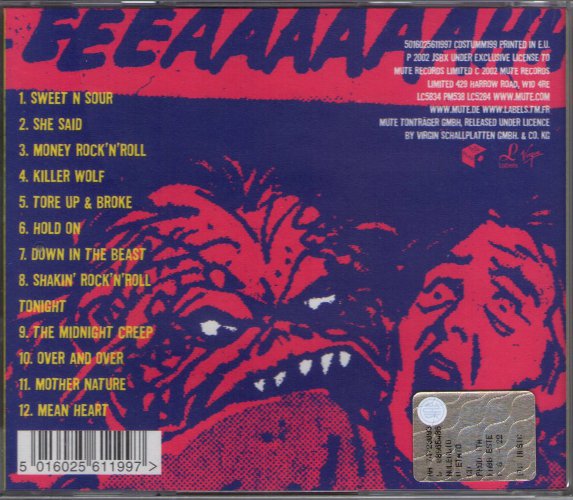 EEEAAAAAAH
5016025611997 COSTUMM199 PRINTED IN E.U.
P 2002 JSBX UNDER EXCLUSIVE LICENSE TO
MUTE RECORDS LIMITED C 2002 MUTE RECORDS
LIMITED 429 HARROW ROAD, W10 4RE
LC5834 PM538 LC5284 WWW.MUTE.COM
WWW.MUTE.DE WWW.LABELS.TM.FR
MUTE TONTRÄGER GMBH, RELEASED UNDER LICENCE
BY VIRGIN SCHALLPLATTEN GMBH. & CO. KG
Labels
Virgin
1. SWEET N SOUR
2. SHE SAID
3. MONEY ROCK'N'ROLL
4. KILLER WOLF
5. TORE UP & BROKE
6. HOLD ON
7. DOWN IN THE BEAST
8. SHAKIN' ROCK'N'ROLL
TONIGHT
9. THE MIDNIGHT CREEP
10. OVER AND OVER
11. MOTHER NATURE
12. MEAN HEART
5 016025 611997 >